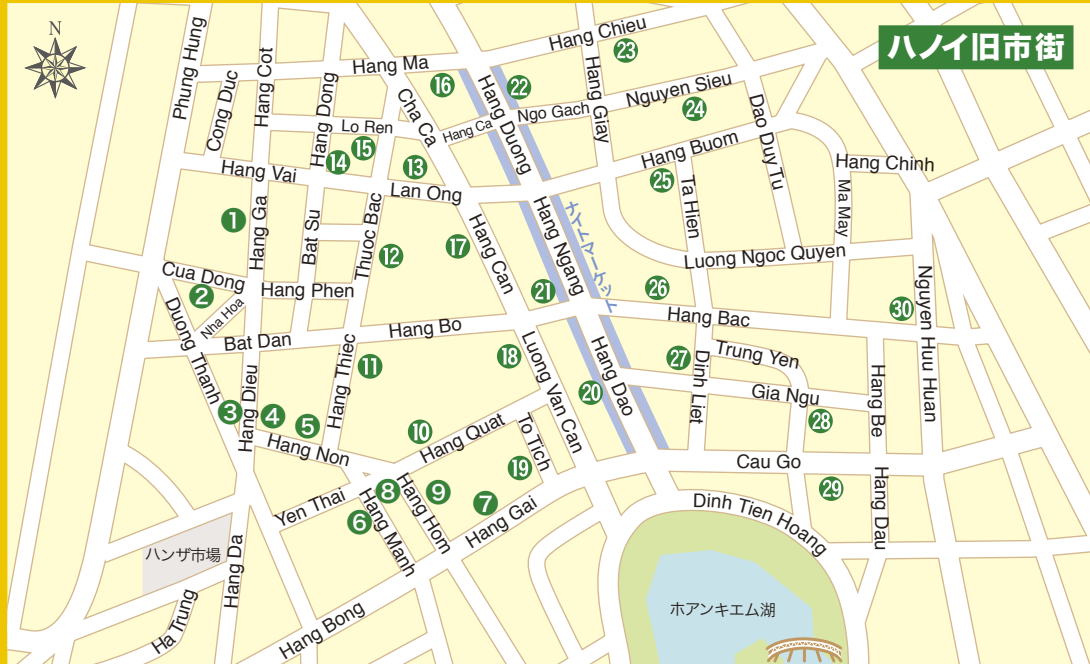 ハノイ旧市街
N
Phung Hung
Cong Duc
Hang Cot
Hang Dong
Hang Ma
16
Cha Ca
Hang Duong
22
Hang Chieu
23
Hang Giay
Nguyen Sieu
24
Ngo Gach
Hang Ca
Lo Ren
15
14
13
Hang Vai
Lan Ong
Hang Buom
25
Dao Duy Tu
Hang Chinh
Ma May
Ta Hien
1
Hang Ga
Bat Su
Thuoc Bac
12
17
Hang Can
Hang Ngang
ナイトマーケット
Luong Ngoc Quyen
Cua Dong
2
Nha Hoa
Hang Phen
21
26
Hang Bac
30
Nguyen Huu Huan
Duong Thanh
Bat Dan
Hang Bo
18
Luong Van Can
Hang Dao
20
27
Dinh Liet
Trung Yen
Gia Ngu
28
Hang Be
11
Hang Thiec
3
Hang Dieu
4
5
Hang Non
10
Hang Quat
To Tich
19
Cau Go
29
Hang Dau
Yen Thai
8
9
7
6
Hang Manh
Hang Hom
Hang Gai
Dinh Tien Hoang
ハンザ市場
Hang Da
Ha Trung
Hang Bong
ホアンキエム湖